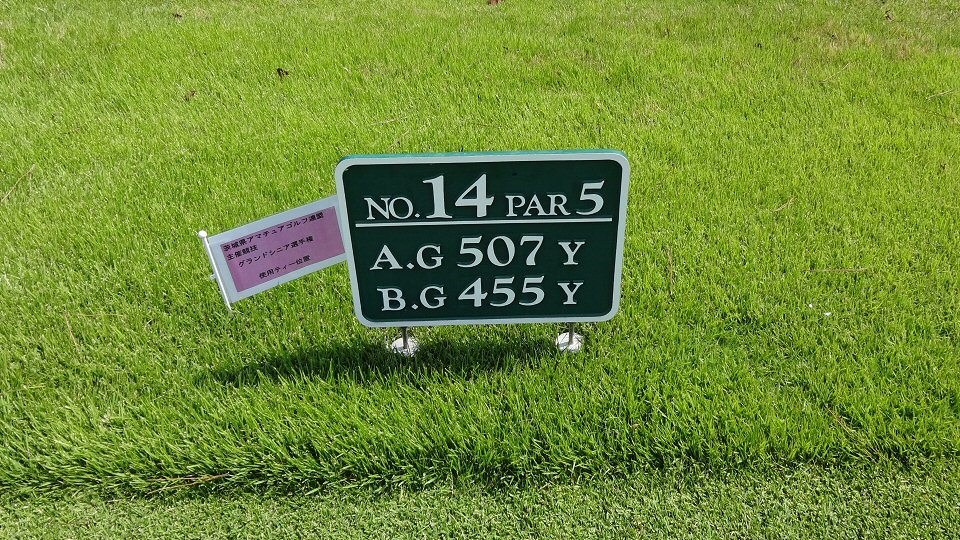 NO. 14 PAR 5
A.G 507 Y
B.G 455 Y
茨城県アマチュアゴルフ連盟
主催競技
グランドシニア選手権
使用ティー位置